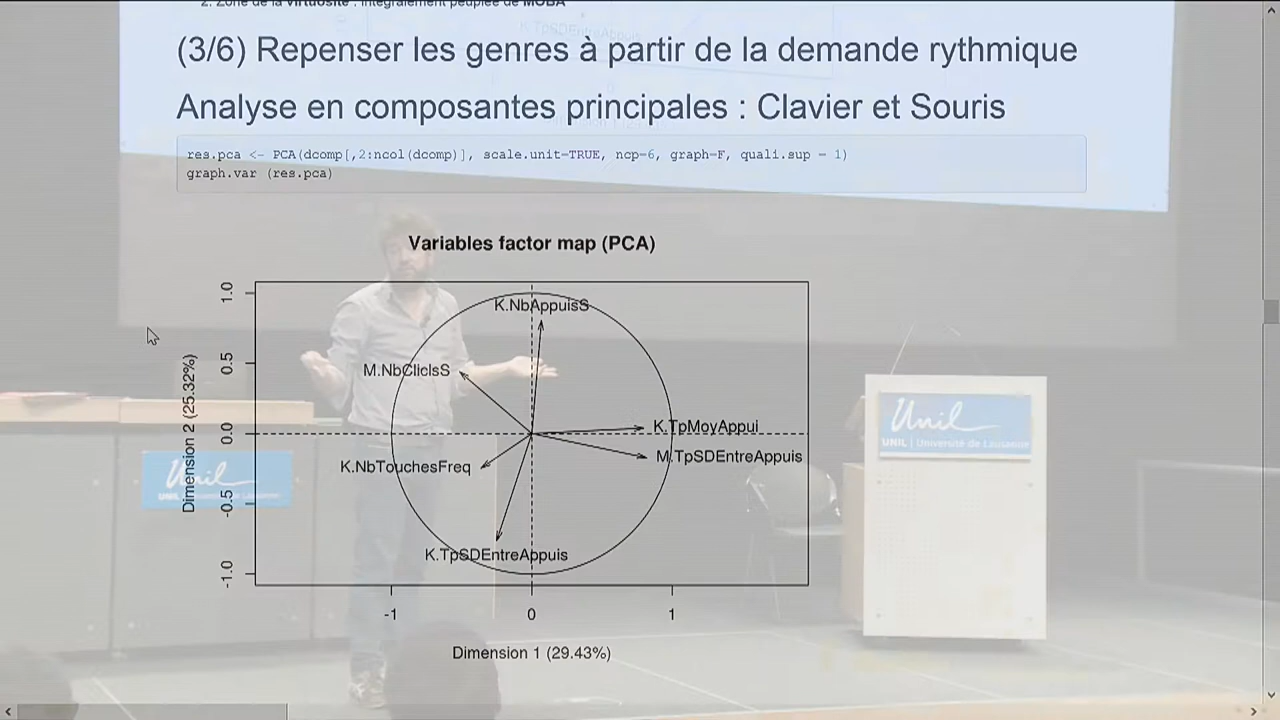 2. Zone de la virtuosité : intégralement peuplée de MOBA
(3/6) Repenser les genres à partir de la demande rythmique
Analyse en composantes principales : Clavier et Souris
res.pca <- PCA(dcomp[,2:ncol(dcomp)], scale.unit=TRUE, ncp=6, graph=F, quali.sup = 1)
graph.var (res.pca)
Variables factor map (PCA)
K.NbAppuisS
M.NbClicIsS
K.TpMoyAppui
M.TpSDEntreAppuis
K.NbTouchesFreq
K.TpSDEntreAppuis
1.0
0.5
0.0
-0.5
-1.0
Dimension 2 (25.32%)
-1
0
1
Dimension 1 (29.43%)
Unil
UNIL | Université de Lausanne
Unil